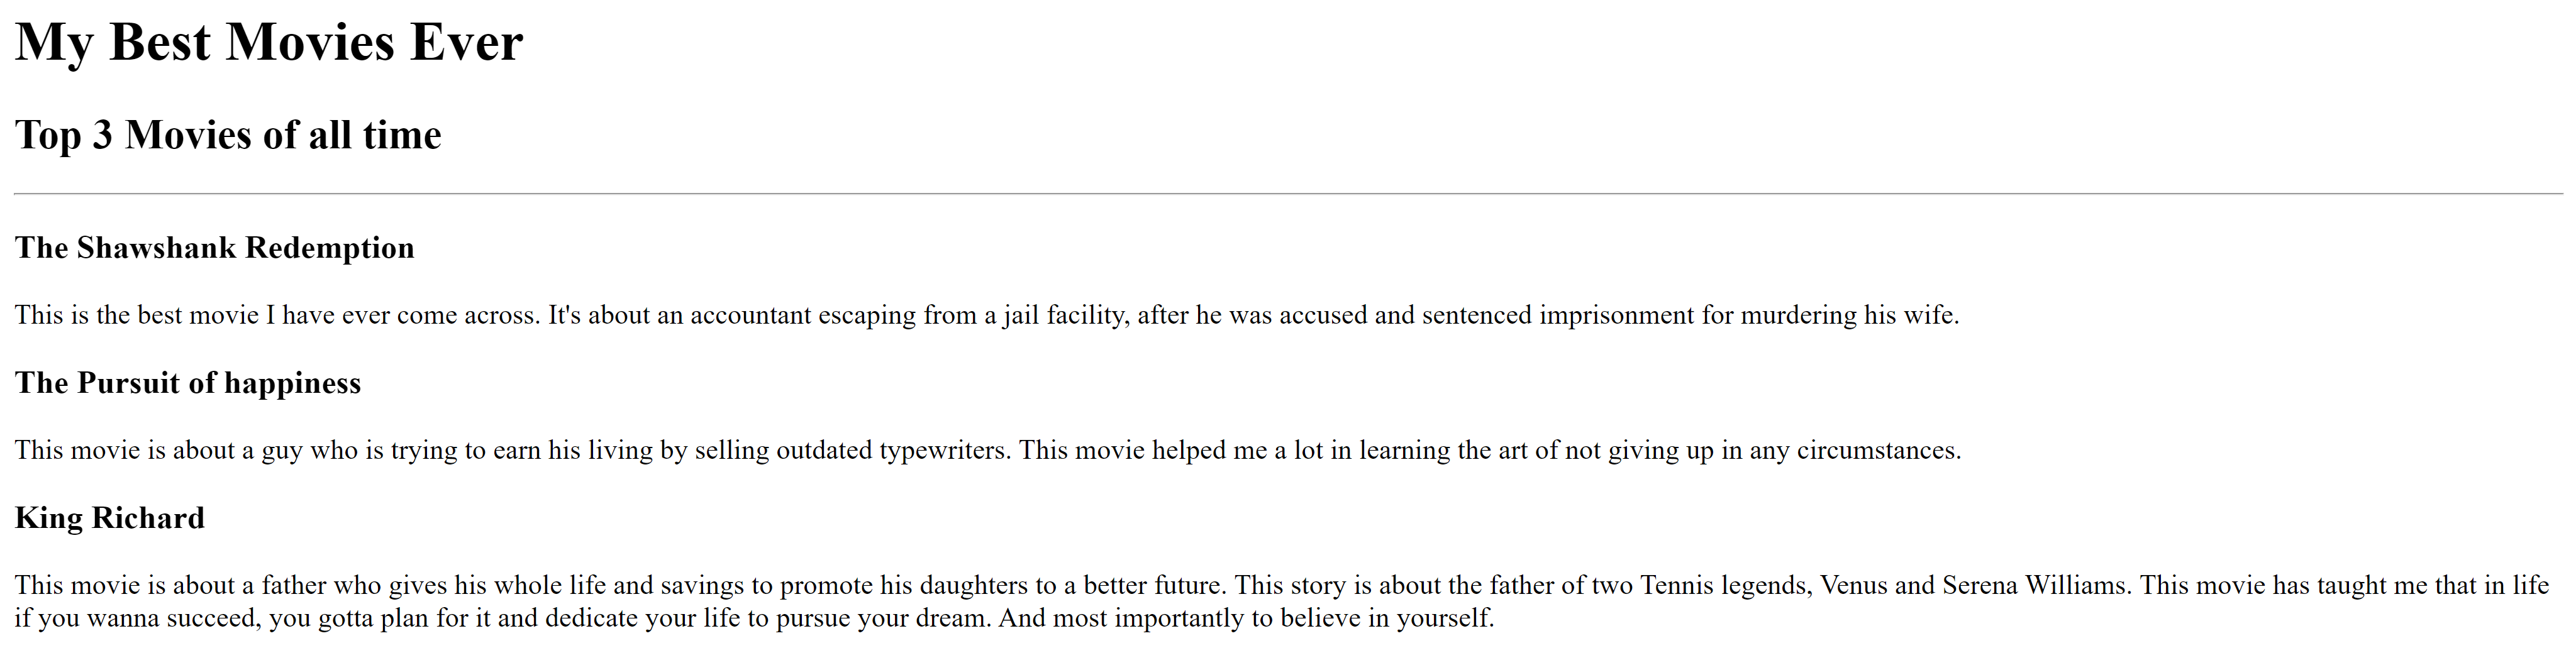 My Best Movies Ever
Top 3 Movies of all time
The Shawshank Redemption
This is the best movie I have ever come across. It's about an accountant escaping from a jail facility, after he was accused and sentenced imprisonment for murdering his wife.
The Pursuit of happiness
This movie is about a guy who is trying to earn his living by selling outdated typewriters. This movie helped me a lot in learning the art of not giving up in any circumstances.
King Richard
This movie is about a father who gives his whole life and savings to promote his daughters to a better future. This story is about the father of two Tennis legends, Venus and Serena Williams. This movie has taught me that in life
if you wanna succeed, you gotta plan for it and dedicate your life to pursue your dream. And most importantly to believe in yourself.